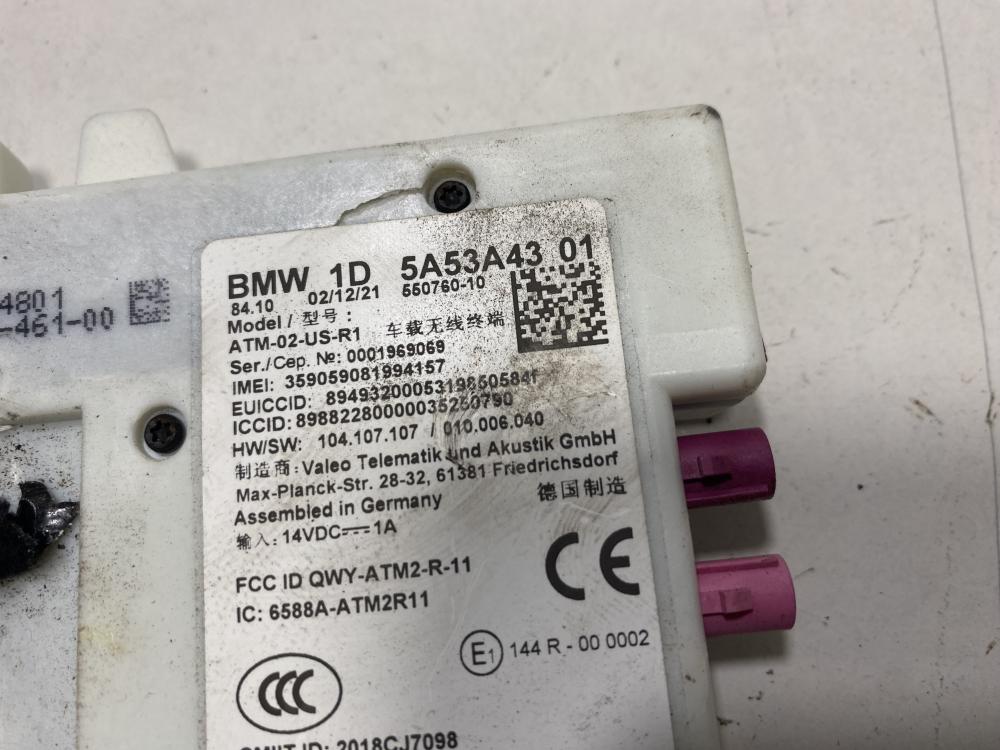 4801
-461-00
BMW 1D 5A53A43 01
84.10 02/12/21 550760-10
Model / 型号 :
ATM-02-US-R1 车载无线终端
Ser./Сер. №: 0001969069
IMEI: 359059081994157
EUICCID:
ICCID:
HW/SW: 104.107.107 / 010.006.040
制造商: Valeo Telematik und Akustik GmbH
Max-Planck-Str. 28-32, 61381 Friedrichsdorf
Assembled in Germany 德国制造
输入: 14VDC 1A
FCC ID QWY-ATM2-R-11
IC: 6588A-ATM2R11
CE
E1 144 R - 00 0002
CCC
CMIIT ID: 2018CJ7098